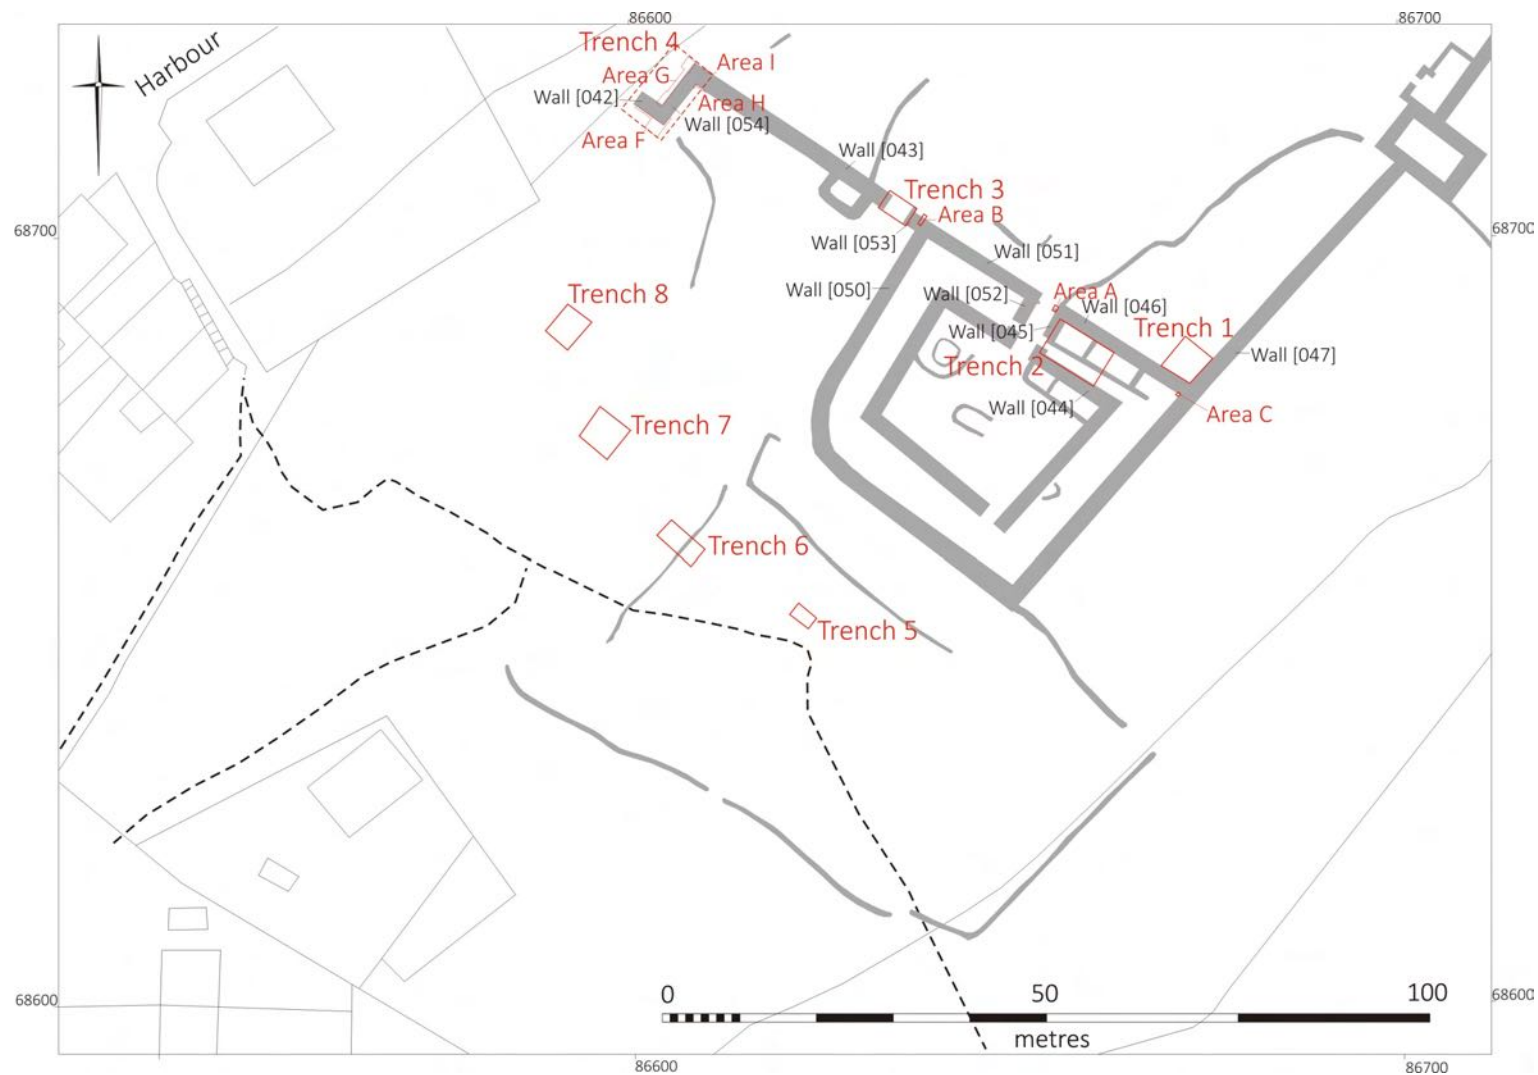 86600
86700
Harbour
Trench 4
Area I
Area G
Wall [042]
Area H
Wall [054]
Area F
Wall [043]
Trench 3
Area B
68700
68700
Wall [053]
Wall [051]
Wall [050]
Wall [052]
Area A
Wall [046]
Trench 8
Wall [045]
Trench 1
Wall [047]
Trench 2
Wall [044]
Area C
Trench 7
Trench 6
Trench 5
68600
68600
0
50
100
metres
86600
86700